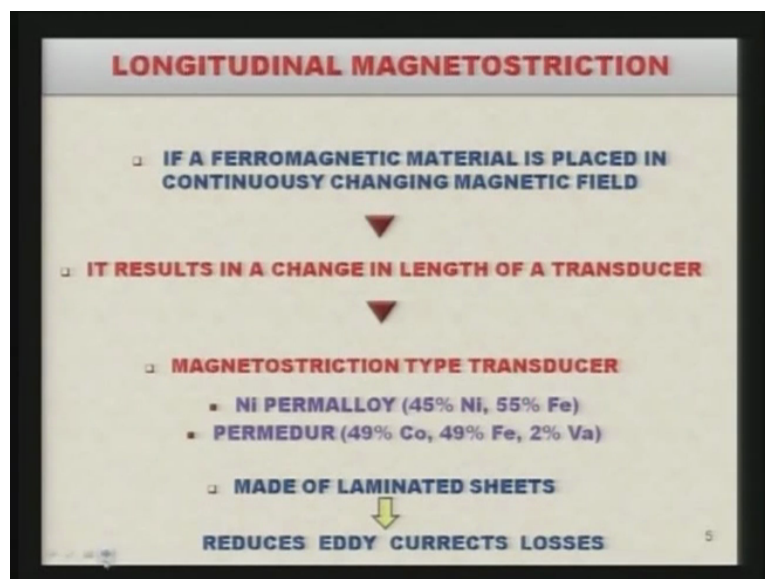 LONGITUDINAL MAGNETOSTRICTION
IF A FERROMAGNETIC MATERIAL IS PLACED IN
CONTINUOUSY CHANGING MAGNETIC FIELD
IT RESULTS IN A CHANGE IN LENGTH OF A TRANSDUCER
MAGNETOSTRICTION TYPE TRANSDUCER
Ni PERMALLOY (45% Ni, 55% Fe)
PERMEDUR (49% Co, 49% Fe, 2% Va)
MADE OF LAMINATED SHEETS
REDUCES EDDY CURRECTS LOSSES
5